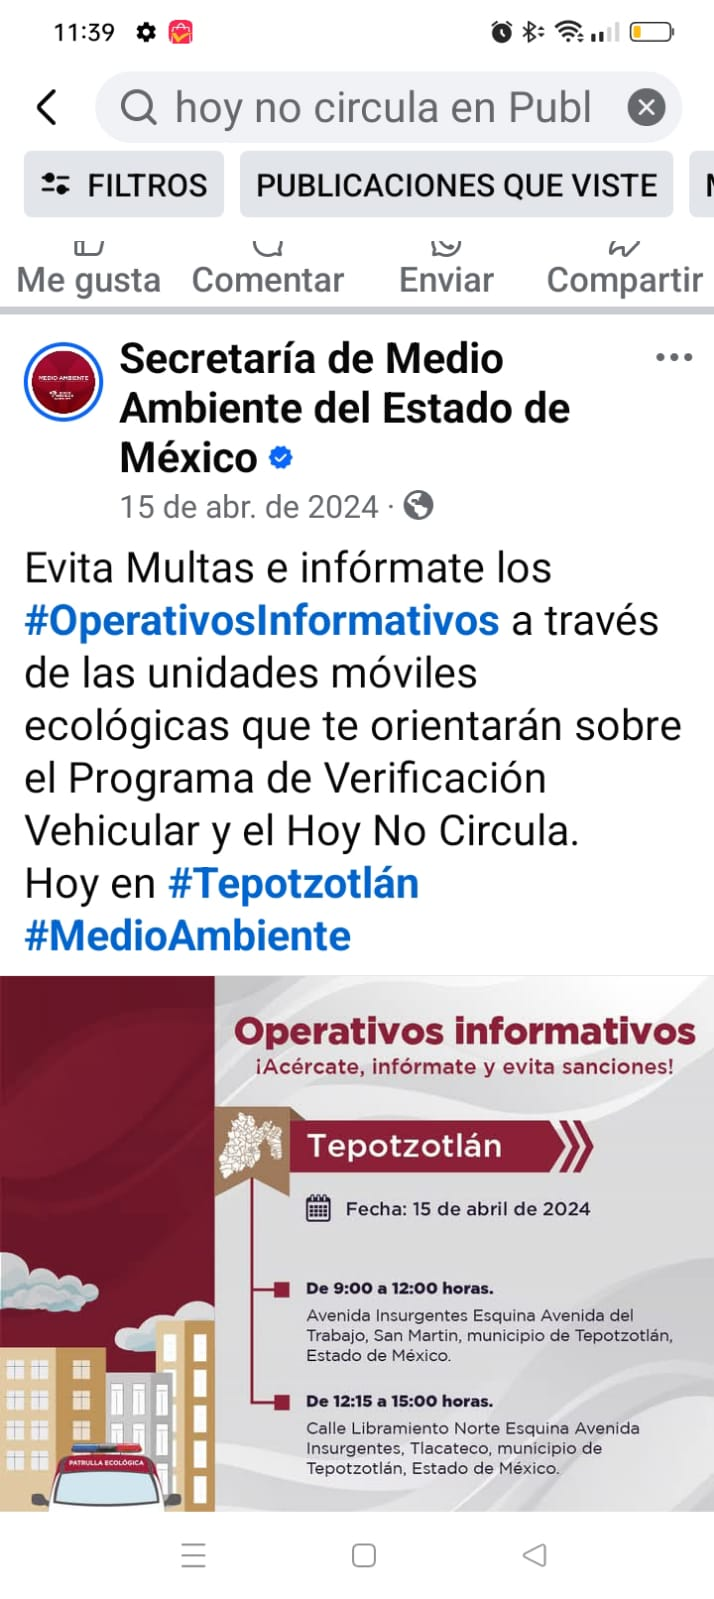 11:39
hoy no circula en Publ
FILTROS
PUBLICACIONES QUE VISTE
Me gusta
Comentar
Enviar
Compartir
MEDIO AMBIENTE
Secretaría de Medio
Ambiente del Estado de
México
15 de abr. de 2024 ·
Evita Multas e infórmate los
#OperativosInformativos a través
de las unidades móviles
ecológicas que te orientarán sobre
el Programa de Verificación
Vehicular y el Hoy No Circula.
Hoy en #Tepotzotlán
#MedioAmbiente
Operativos informativos
¡Acércate, infórmate y evita sanciones!
Tepotzotlán
Fecha: 15 de abril de 2024
De 9:00 a 12:00 horas.
Avenida Insurgentes Esquina Avenida del
Trabajo, San Martin, municipio de Tepotzotlán,
Estado de México.
De 12:15 a 15:00 horas.
Calle Libramiento Norte Esquina Avenida
Insurgentes, Tlacateco, municipio de
Tepotzotlán, Estado de México.
PATRULLA ECOLÓGICA